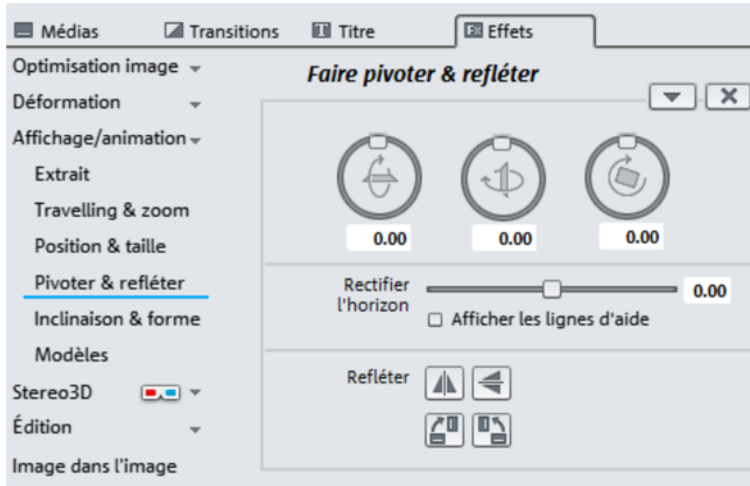 Médias
Transitions
Titre
Effets
Optimisation image
Déformation
Affichage/animation
Extrait
Travelling & zoom
Position & taille
Pivoter & refléter
Inclinaison & forme
Modèles
Stereo3D
Édition
Image dans l'image
Faire pivoter & refléter
0.00
0.00
0.00
Rectifier
l'horizon
0.00
Afficher les lignes d'aide
Refléter